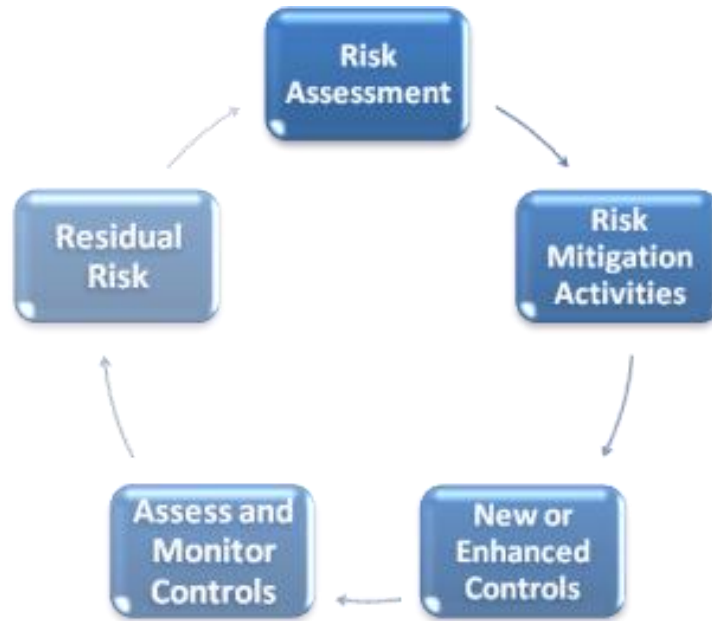 Risk
Assessment
Risk
Mitigation
Activities
New or
Enhanced
Controls
Assess and
Monitor
Controls
Residual
Risk